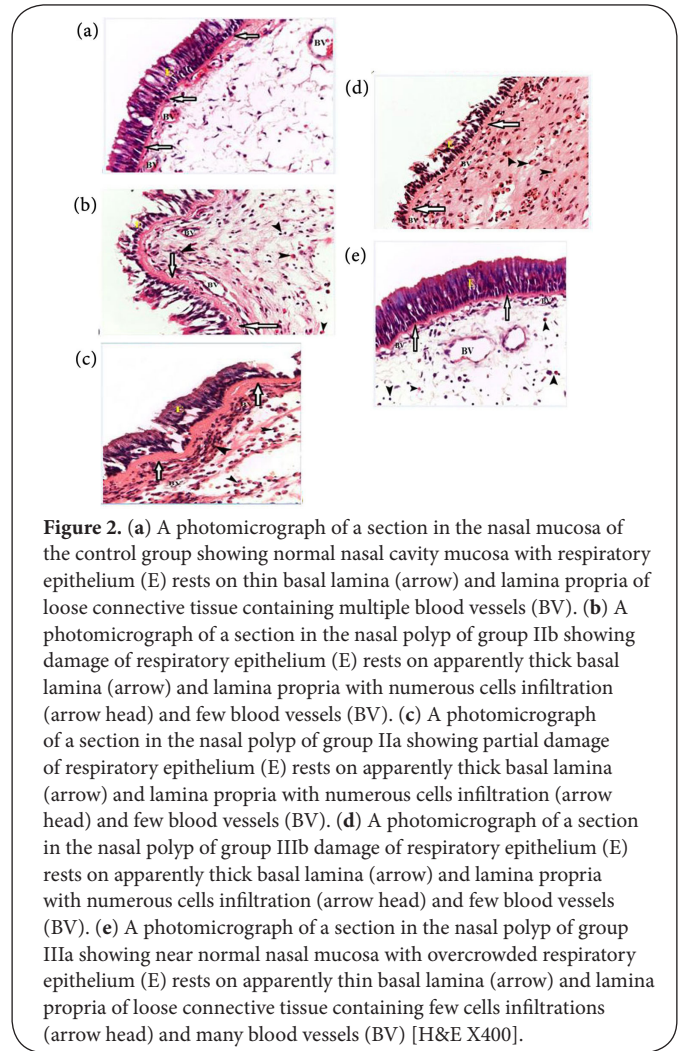 (a)
E
BV
BV
BV
(b)
E
BV
BV
(c)
E
BV
(d)
E
BV
BV
(e)
E
BV
BV
BV
Figure 2. (a) A photomicrograph of a section in the nasal mucosa of
the control group showing normal nasal cavity mucosa with respiratory
epithelium (E) rests on thin basal lamina (arrow) and lamina propria of
loose connective tissue containing multiple blood vessels (BV). (b) A
photomicrograph of a section in the nasal polyp of group IIb showing
damage of respiratory epithelium (E) rests on apparently thick basal
lamina (arrow) and lamina propria with numerous cells infiltration
(arrow head) and few blood vessels (BV). (c) A photomicrograph
of a section in the nasal polyp of group IIa showing partial damage
of respiratory epithelium (E) rests on apparently thick basal lamina
(arrow) and lamina propria with numerous cells infiltration (arrow
head) and few blood vessels (BV). (d) A photomicrograph of a section
in the nasal polyp of group IIIb damage of respiratory epithelium (E)
rests on apparently thick basal lamina (arrow) and lamina propria
with numerous cells infiltration (arrow head) and few blood vessels
(BV). (e) A photomicrograph of a section in the nasal polyp of group
IIIa showing near normal nasal mucosa with overcrowded respiratory
epithelium (E) rests on apparently thin basal lamina (arrow) and lamina
propria of loose connective tissue containing few cells infiltrations
(arrow head) and many blood vessels (BV) [H&E X400].